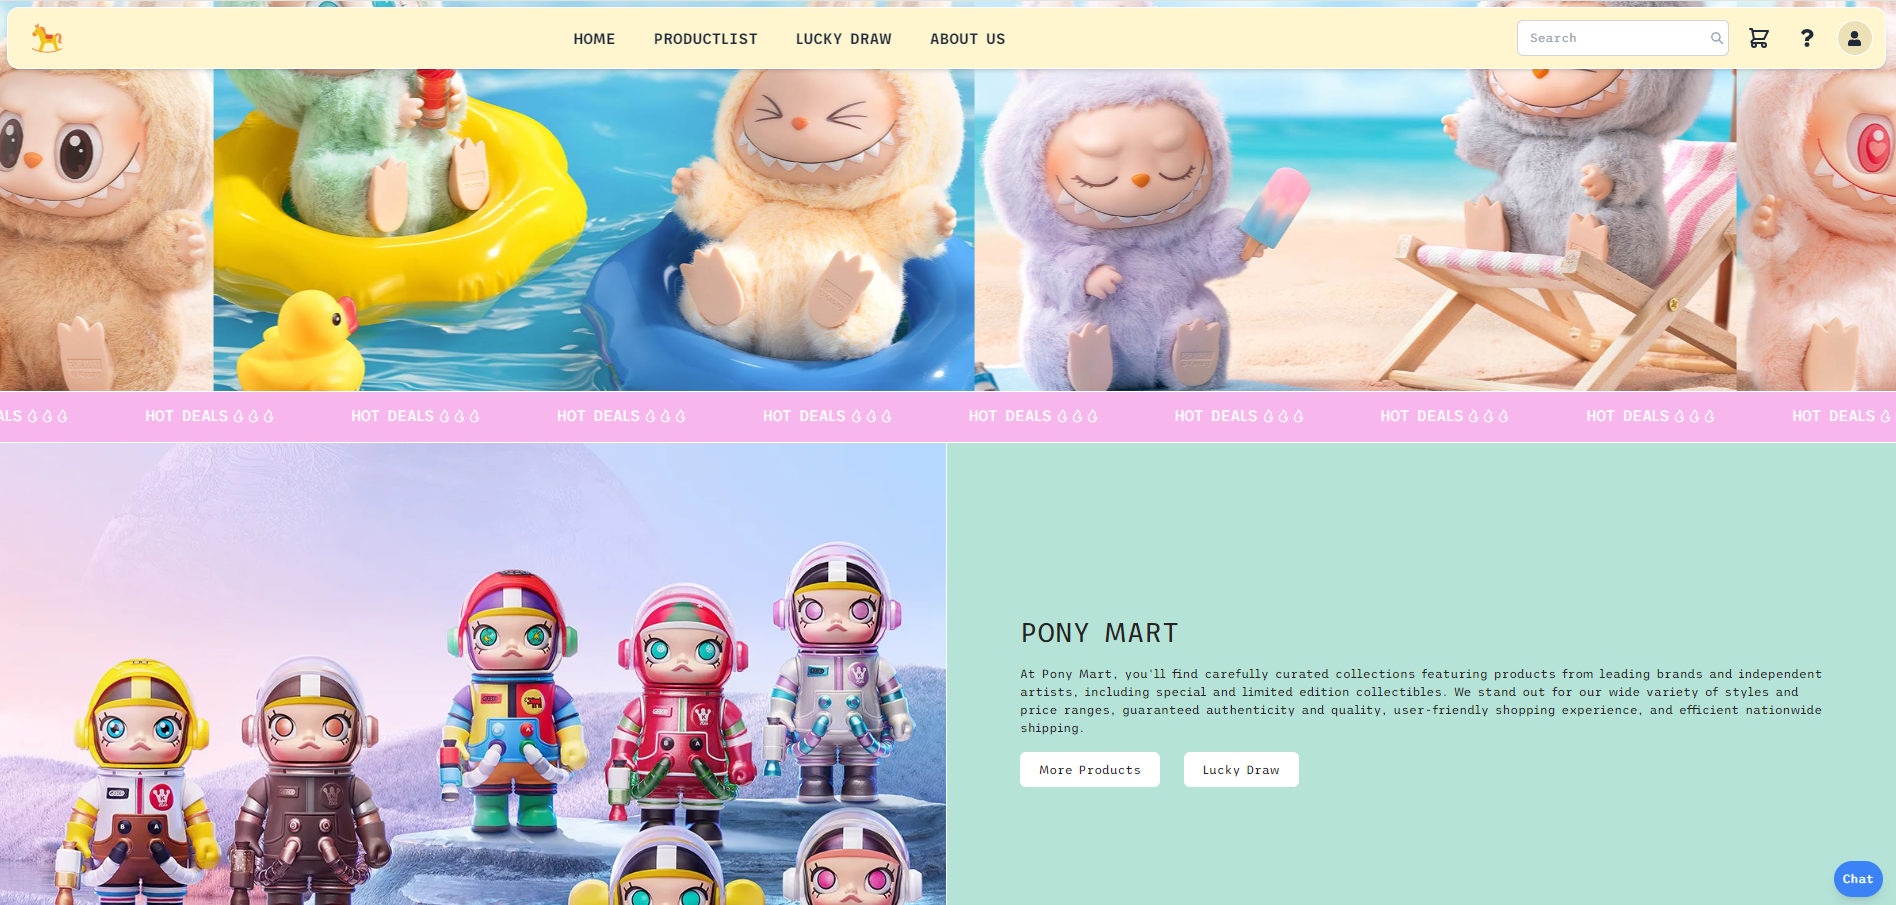 HOME PRODUCTLIST LUCKY DRAW ABOUT US Search
ALS HOT DEALS HOT DEALS HOT DEALS HOT DEALS HOT DEALS HOT DEALS HOT DEALS HOT DEALS HOT DEALS
PONY MART
At Pony Mart, you'll find carefully curated collections featuring products from leading brands and independent
artists, including special and limited edition collectibles. We stand out for our wide variety of styles and
price ranges, guaranteed authenticity and quality, user-friendly shopping experience, and efficient nationwide
shipping.
More Products Lucky Draw
Chat